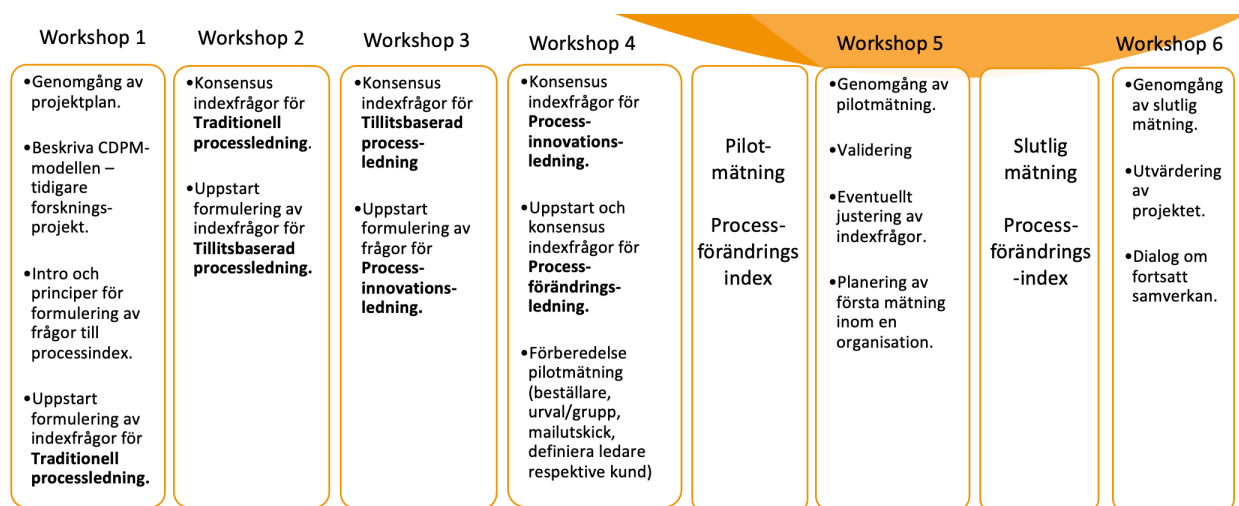 Workshop 1
•Genomgång av
projektplan.
•Beskriva CDPM-
modellen –
tidigare
forsknings-
projekt.
•Intro och
principer för
formulering av
frågor till
processindex.
•Uppstart
formulering av
indexfrågor för
Traditionell
processledning.
Workshop 2
•Konsensus
indexfrågor för
Traditionell
processledning.
•Uppstart
formulering av
indexfrågor för
Tillitsbaserad
processledning.
Workshop 3
•Konsensus
indexfrågor för
Tillitsbaserad
process-
ledning
•Uppstart
formulering av
frågor för
Process-
innovations-
ledning.
Workshop 4
•Konsensus
indexfrågor för
Process-
innovations-
ledning.
•Uppstart och
konsensus
indexfrågor för
Process-
förändrings-
ledning.
•Förberedelse
pilotmätning
(beställare,
urval/grupp,
mailutskick,
definiera ledare
respektive kund)
Pilot-
mätning
Process-
förändrings
index
Workshop 5
•Genomgång av
pilotmätning.
•Validering
•Eventuellt
justering av
indexfrågor.
•Planering av
första mätning
inom en
organisation.
Slutlig
mätning
Process-
förändrings
-index
Workshop 6
•Genomgång
av slutlig
mätning.
•Utvärdering
av
projektet.
•Dialog om
fortsatt
samverkan.